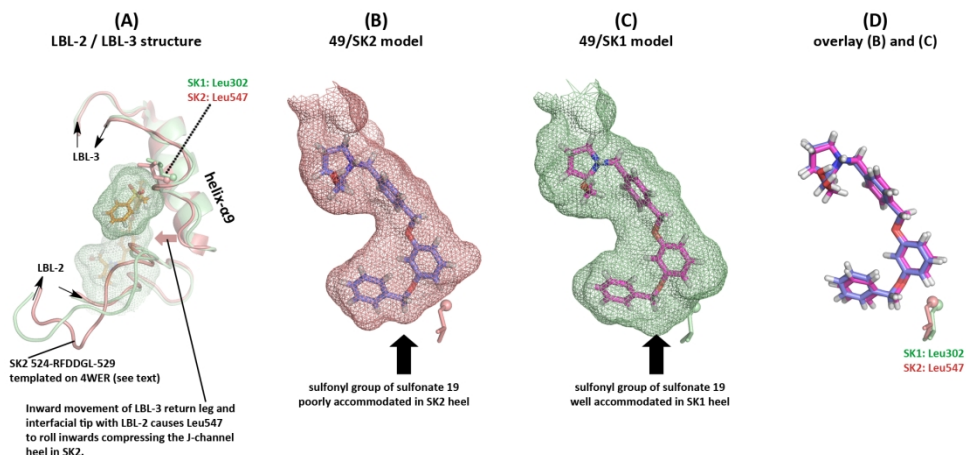 (A)
LBL-2 / LBL-3 structure
(B)
49/SK2 model
(C)
49/SK1 model
(D)
overlay (B) and (C)
SK1: Leu302
SK2: Leu547
LBL-3
helix-α9
LBL-2
SK2 524-RFDDGL-529
templated on 4WER (see text)
Inward movement of LBL-3 return leg and
interfacial tip with LBL-2 causes Leu547
to roll inwards compressing the J-channel
heel in SK2.
sulfonyl group of sulfonate 19
poorly accommodated in SK2 heel
sulfonyl group of sulfonate 19
well accommodated in SK1 heel
SK1: Leu302
SK2: Leu547